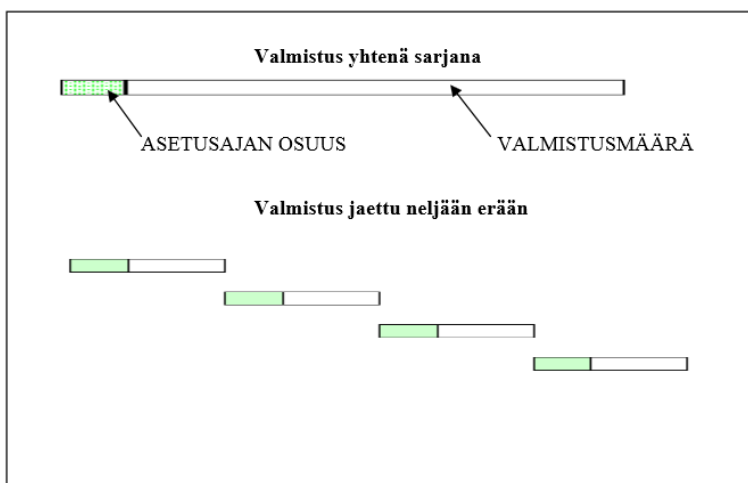 Valmistus yhtenä sarjana
ASETUSAJAN OSUUS VALMISTUSMÄÄRÄ
Valmistus jaettu neljään erään